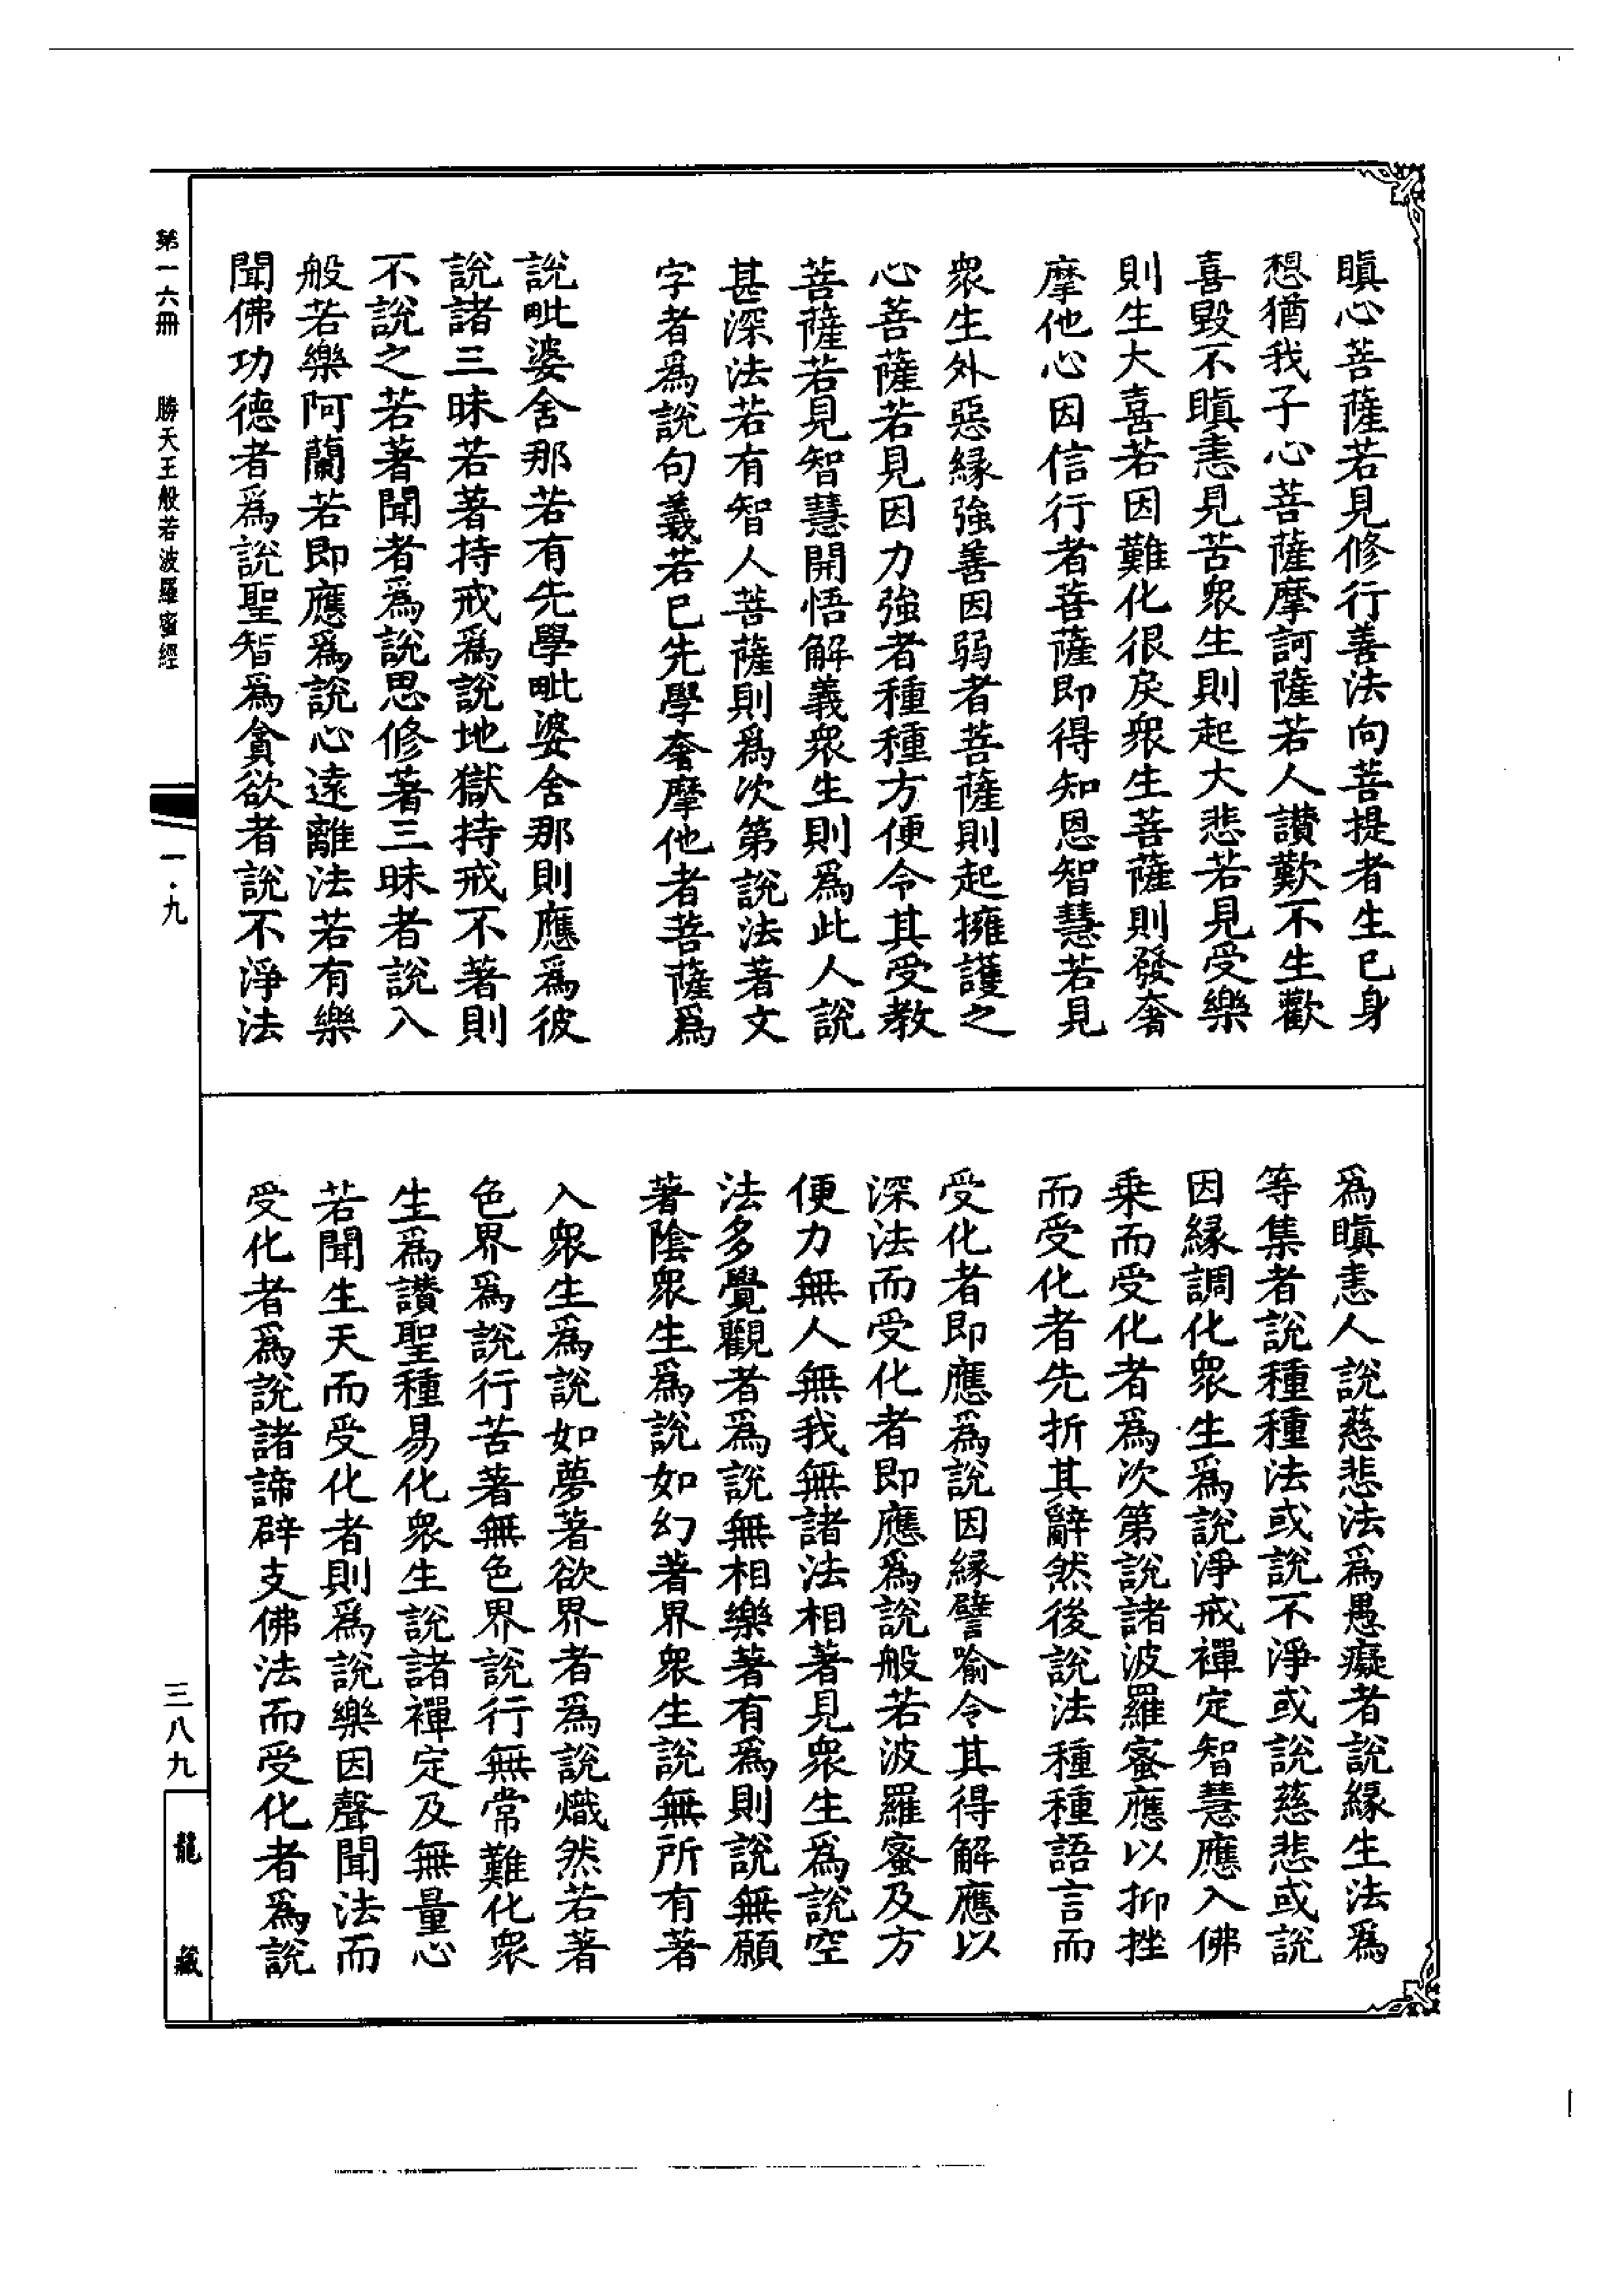 瞋心菩薩若見修行善法向菩提者生已身
想猶我子心菩薩摩訶薩若人讃歎不生歡
喜毀不瞋恚見苦衆生則起大悲若見受樂
則生大喜若因難化很戾衆生菩薩則發奢
摩他心因信行者菩薩即得知恩智慧若見
衆生外惡緣強善因弱者菩薩則起擁護之
心菩薩若見因力強者種種方便令其受教
菩薩若見智慧開悟解義衆生則爲此人說
甚深法若有智人菩薩則爲次第說法著文
字者爲說句義若已先學奢摩他者菩薩爲
說毗婆舍那若有先學毗婆舍那則應爲彼
說諸三昧若著持戒爲說地獄持戒不著則
不說之若著聞者爲說思修著三昧者說入
般若樂阿蘭若即應爲說心遠離法若有樂
聞佛功德者爲說聖智爲貪欲者說不淨法
爲瞋恚人說慈悲法爲愚癡者說緣生法爲
等集者說種種法或說不淨或說慈悲或說
因緣調化衆生爲說淨戒禪定智慧應入佛
乘而受化者爲次第說諸波羅蜜應以抑挫
而受化者先折其辭然後說法種種語言而
受化者即應爲說因緣譬喻令其得解應以
深法而受化者即應爲說般若波羅蜜及方
便力無人無我無諸法相著見衆生爲說空
法多覺觀者爲說無相樂著有爲則說無願
著陰衆生爲說如幻著界衆生說無所有著
入衆生爲說如夢著欲界者爲說熾然若著
色界爲說行苦著無色界說行無常難化衆
生爲讃聖種易化衆生說諸禪定及無量心
若聞生天而受化者則爲說樂因聲聞法而
受化者爲說諸諦辟支佛法而受化者爲說
第一六冊 勝天王般若波羅蜜經
一·九
三八九
龍藏